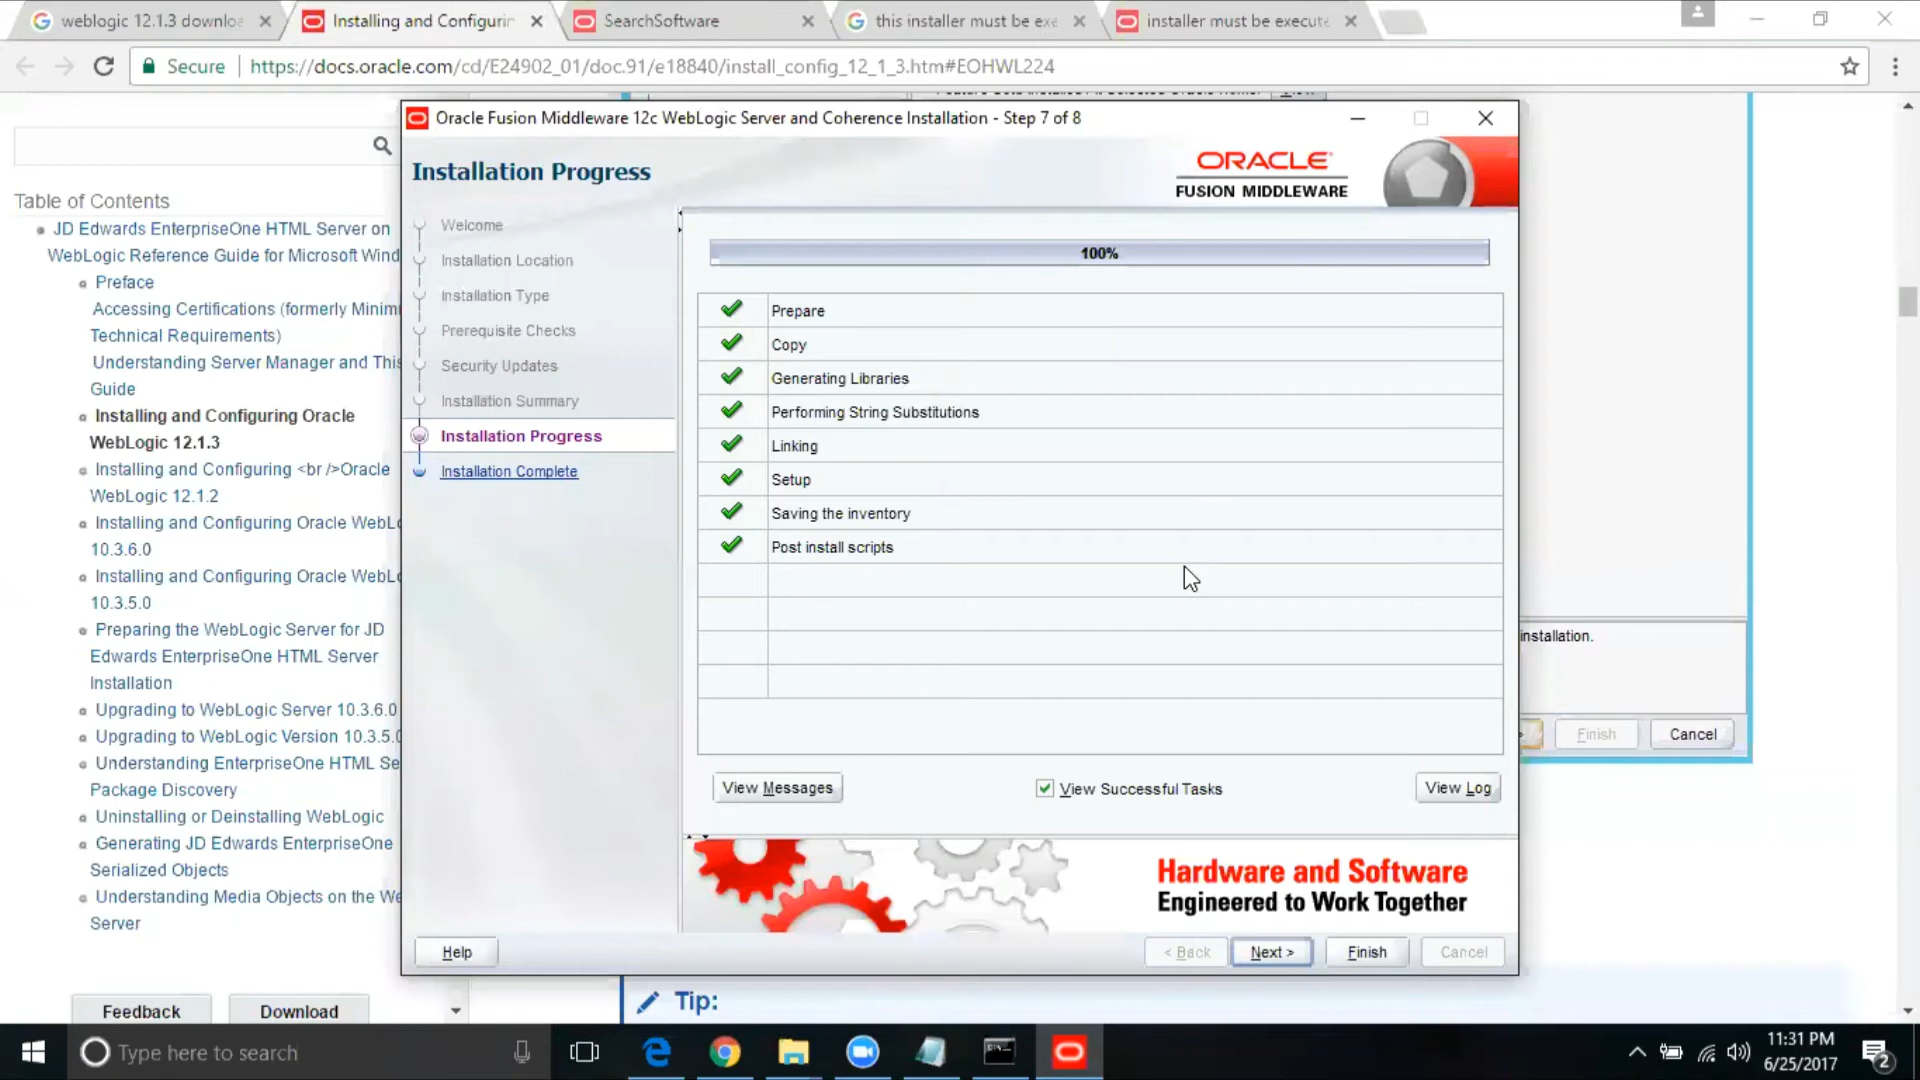 weblogic 12.1.3 downloa
Installing and Configurin
SearchSoftware
this installer must be exe
installer must be execute
Secure
https://docs.oracle.com/cd/E24902_01/doc.91/e18840/install_config_12_1_3.htm#EOHWL224
Table of Contents
JD Edwards EnterpriseOne HTML Server on
WebLogic Reference Guide for Microsoft Wind
Preface
Accessing Certifications (formerly Minim
Technical Requirements)
Understanding Server Manager and This
Guide
Installing and Configuring Oracle
WebLogic 12.1.3
Installing and Configuring <br />Oracle
WebLogic 12.1.2
Installing and Configuring Oracle WebLo
10.3.6.0
Installing and Configuring Oracle WebLo
10.3.5.0
Preparing the WebLogic Server for JD
Edwards EnterpriseOne HTML Server
Installation
Upgrading to WebLogic Server 10.3.6.0
Upgrading to WebLogic Version 10.3.5.0
Understanding EnterpriseOne HTML Se
Package Discovery
Uninstalling or Deinstalling WebLogic
Generating JD Edwards EnterpriseOne
Serialized Objects
Understanding Media Objects on the We
Server
Feedback
Download
Oracle Fusion Middleware 12c WebLogic Server and Coherence Installation - Step 7 of 8
Installation Progress
ORACLE
FUSION MIDDLEWARE
Welcome
Installation Location
Installation Type
Prerequisite Checks
Security Updates
Installation Summary
Installation Progress
Installation Complete
100%
Prepare
Copy
Generating Libraries
Performing String Substitutions
Linking
Setup
Saving the inventory
Post install scripts
View Messages
View Successful Tasks
View Log
Hardware and Software
Engineered to Work Together
Help
< Back
Next >
Finish
Cancel
installation.
Finish
Cancel
Tip:
Type here to search
11:31 PM
6/25/2017
2